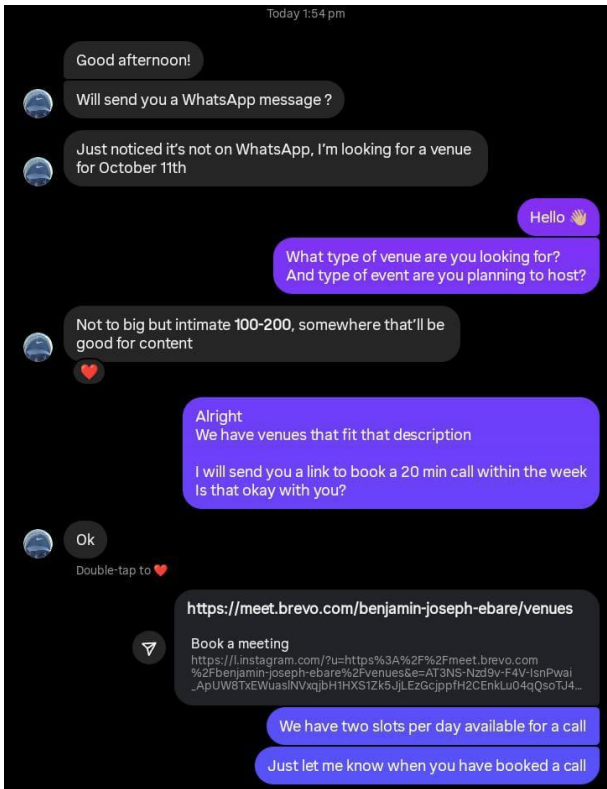 Today 1:54 pm
Good afternoon!
Will send you a WhatsApp message ?
Just noticed it's not on WhatsApp, I'm looking for a venue
for October 11th
Hello 👋🏼
What type of venue are you looking for?
And type of event are you planning to host?
Not to big but intimate 100-200, somewhere that'll be
good for content
Alright
We have venues that fit that description
I will send you a link to book a 20 min call within the week
Is that okay with you?
Ok
Double-tap to ❤️
https://meet.brevo.com/benjamin-joseph-ebare/venues
Book a meeting
https://l.instagram.com/?u=https%3A%2F%2Fmeet.brevo.com
%2Fbenjamin-joseph-ebare%2Fvenues&e=AT3NS-Nzd9v-F4V-IsnPwai
_ApUW8TxEWuaslNVxqjbH1HXS1Zk5JjLEzGcjppfH2CEnkLu04qQsoTJ4...
We have two slots per day available for a call
Just let me know when you have booked a call